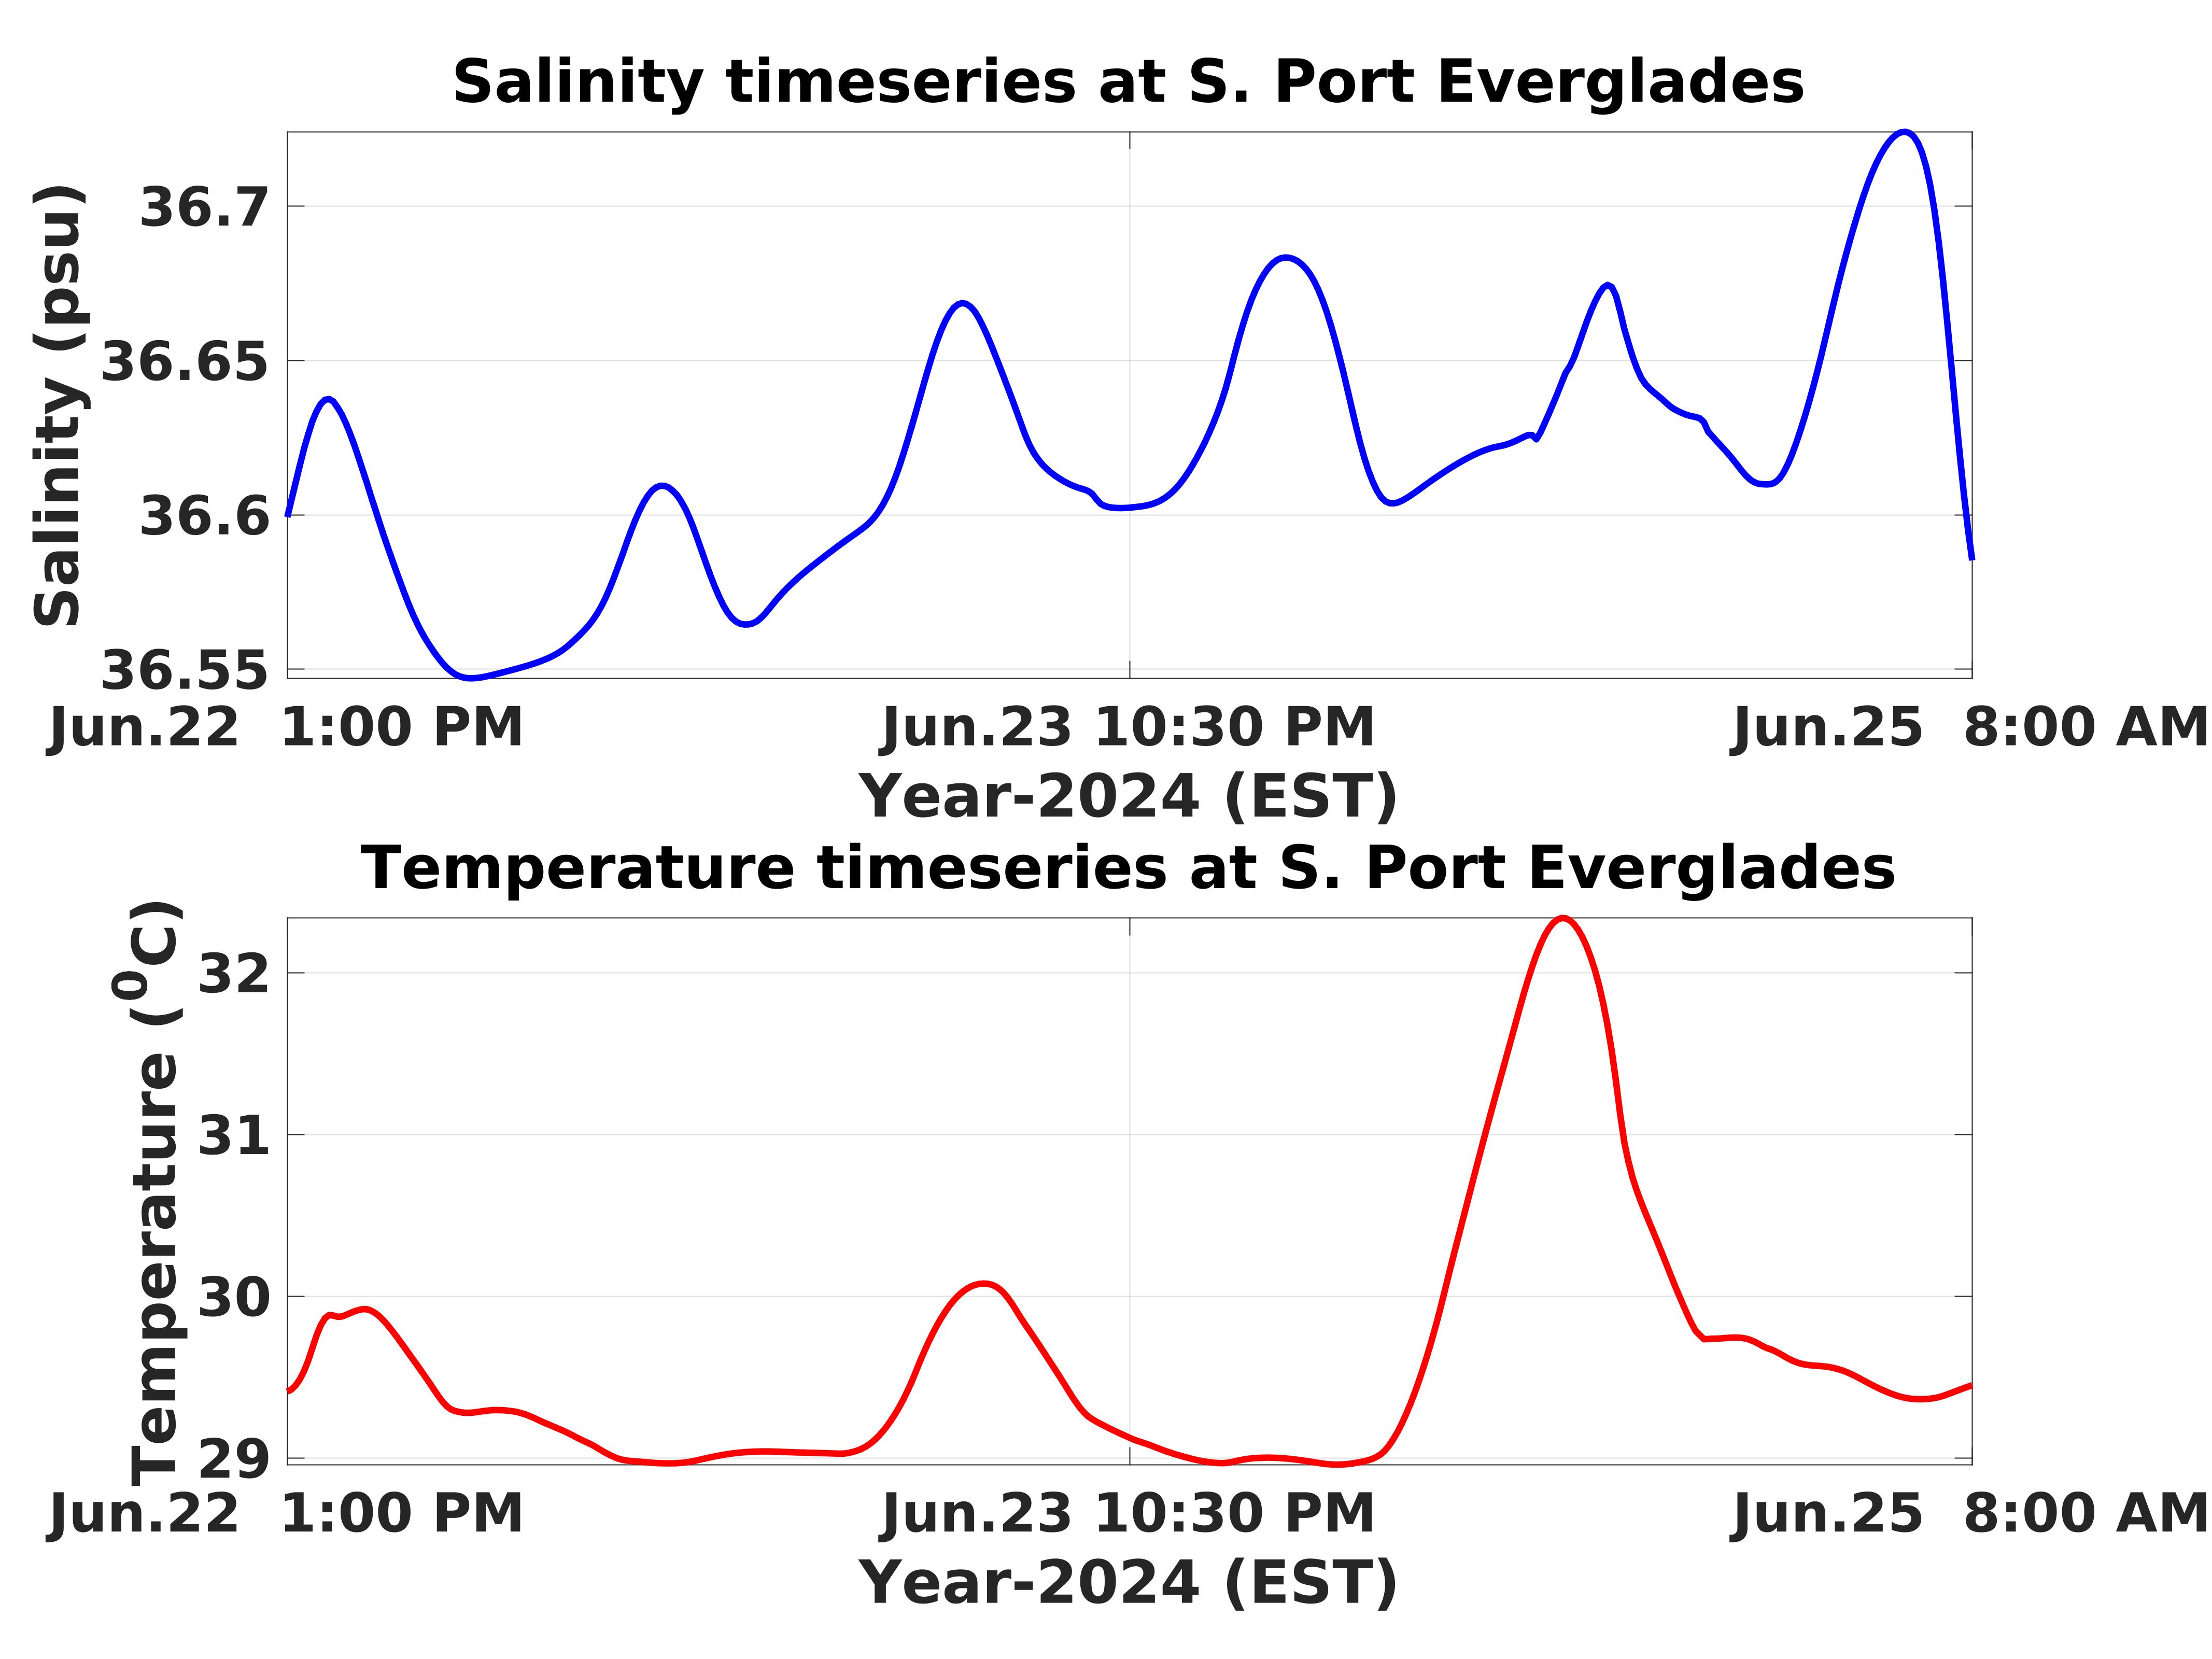 Salinity timeseries at S. Port Everglades
Salinity (psu)
36.7
36.65
36.6
36.55
Jun.22 1:00 PM Jun.23 10:30 PM Jun.25 8:00 AM
Year-2024 (EST)
Temperature timeseries at S. Port Everglades
Temperature (⁰C)
32
31
30
29
Jun.22 1:00 PM Jun.23 10:30 PM Jun.25 8:00 AM
Year-2024 (EST)